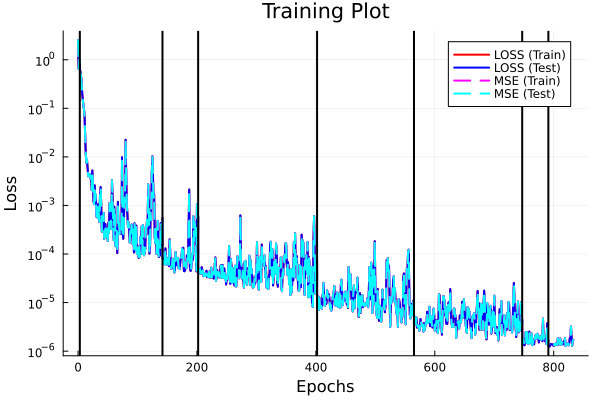 Training Plot
LOSS (Train)
LOSS (Test)
MSE (Train)
MSE (Test)
Loss
10⁰
10⁻¹
10⁻²
10⁻³
10⁻⁴
10⁻⁵
10⁻⁶
0 200 400 600 800
Epochs